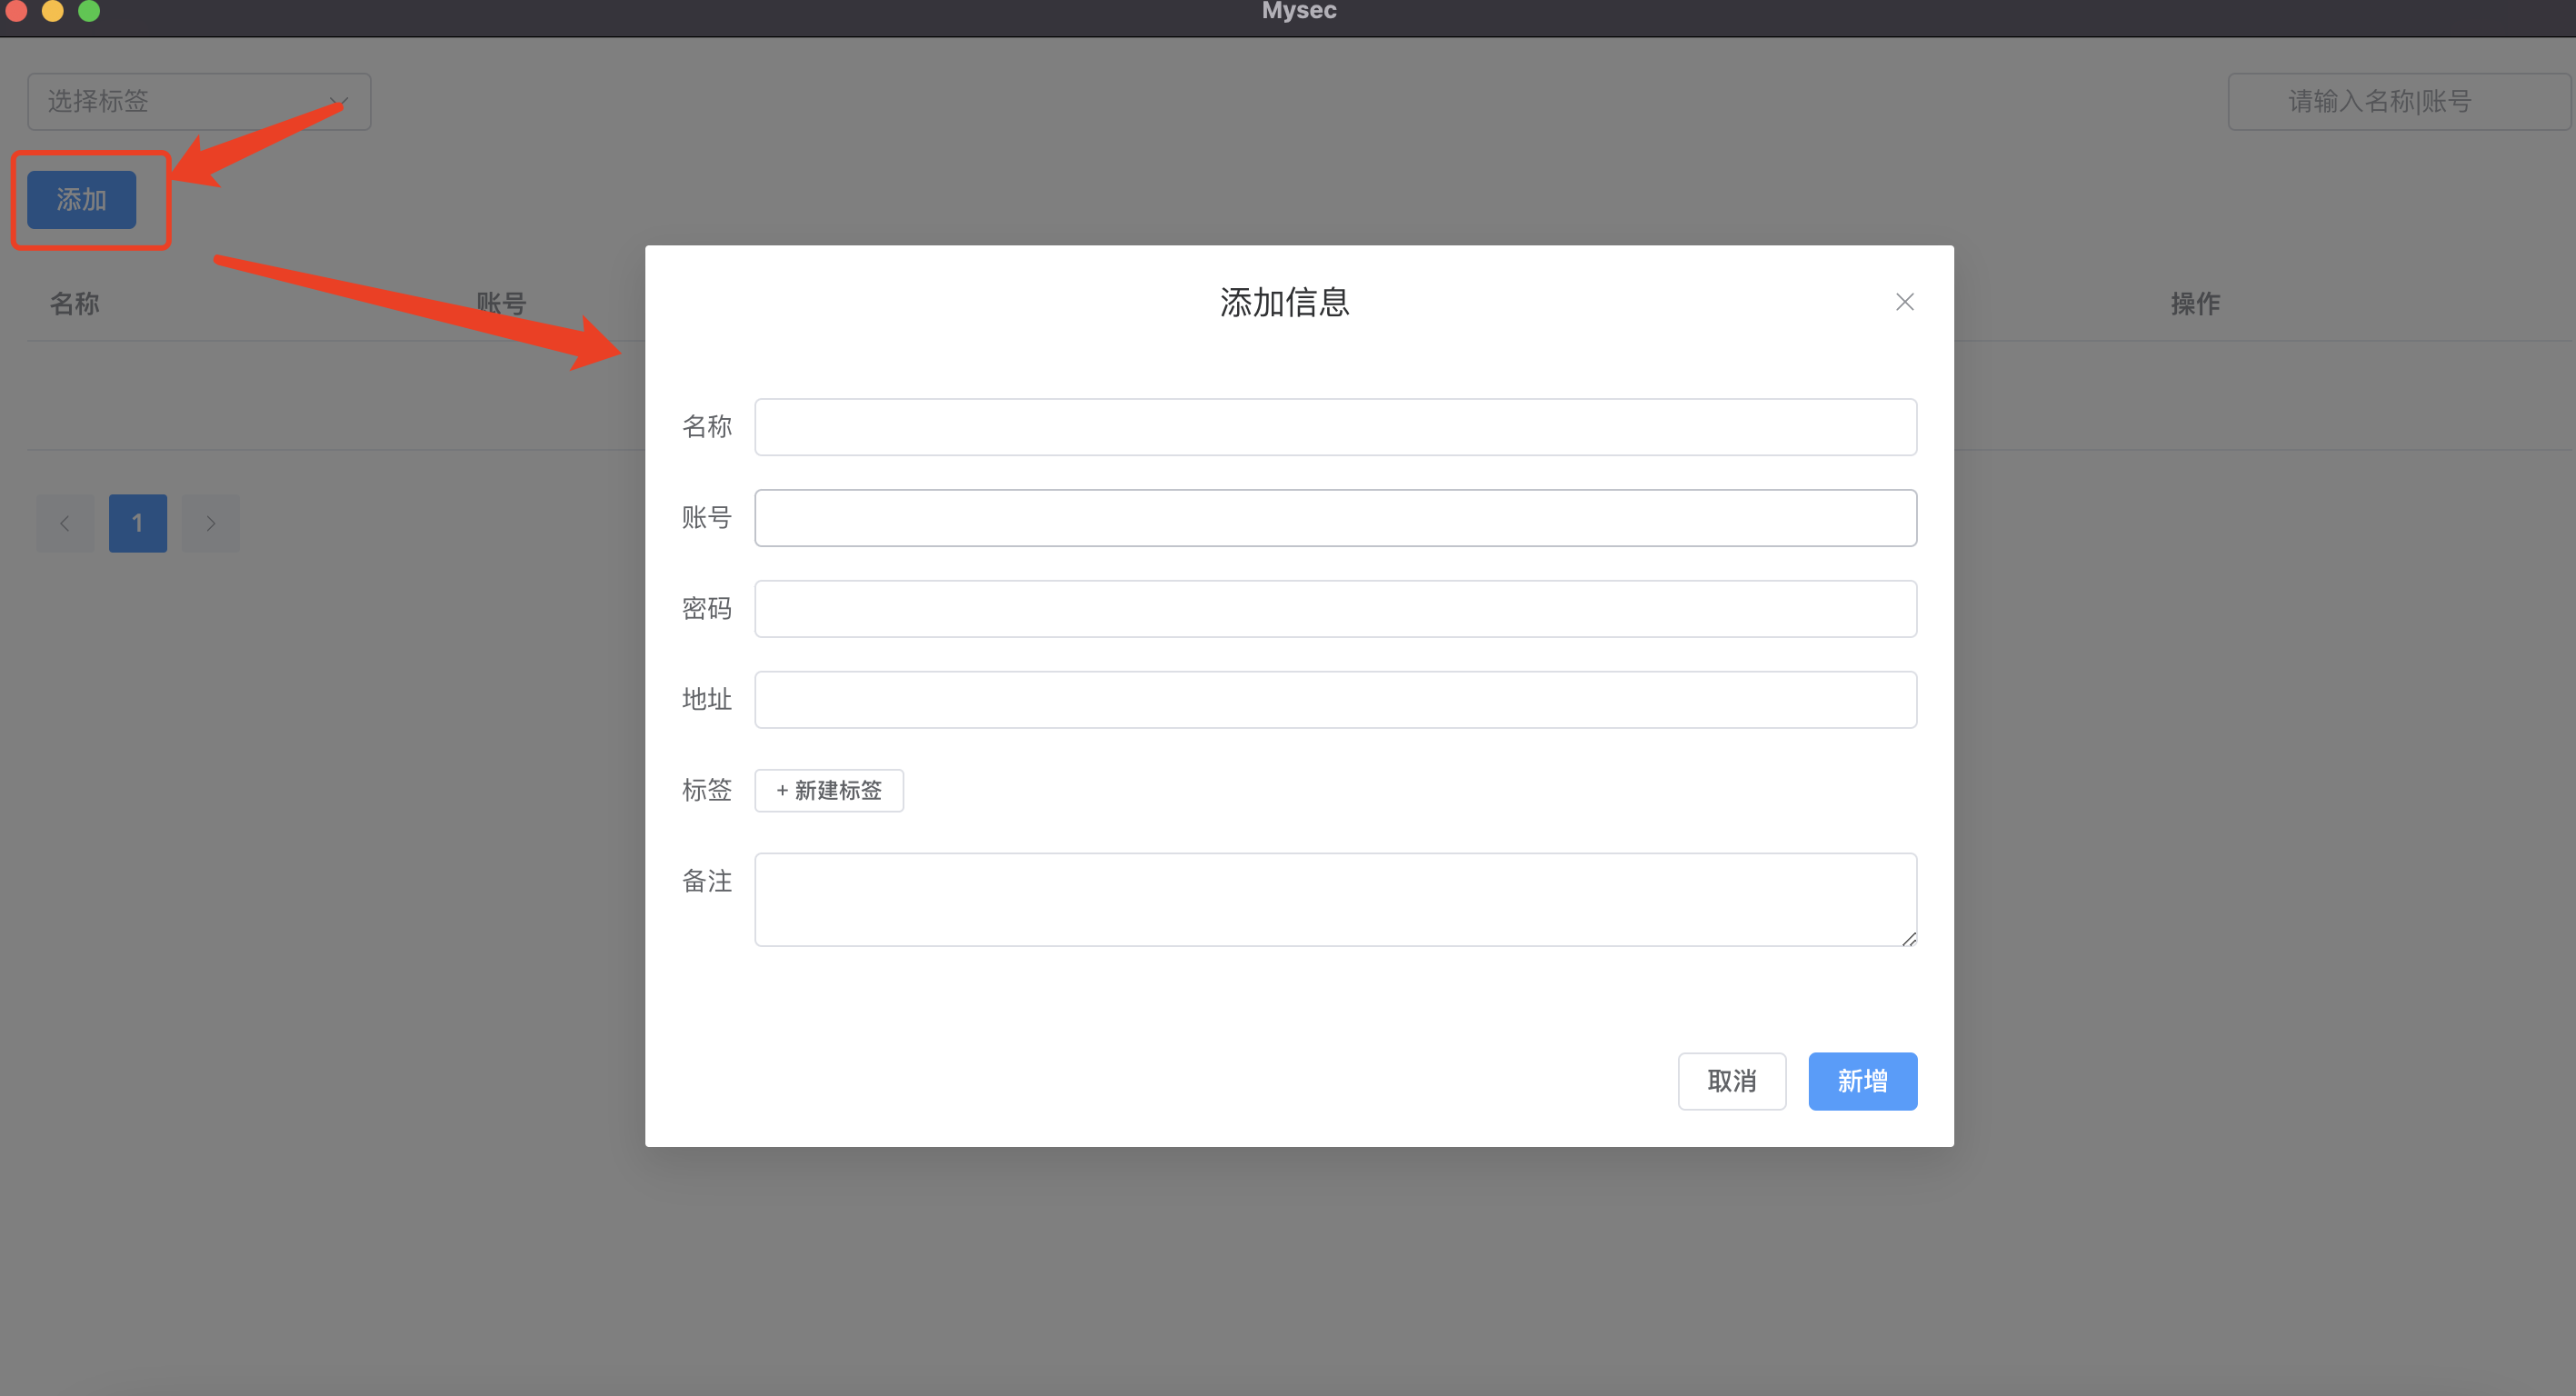 Mysec
选择标签
请输入名称|账号
添加
名称
账号
操作
1
添加信息
名称
账号
密码
地址
标签
+ 新建标签
备注
取消
新增